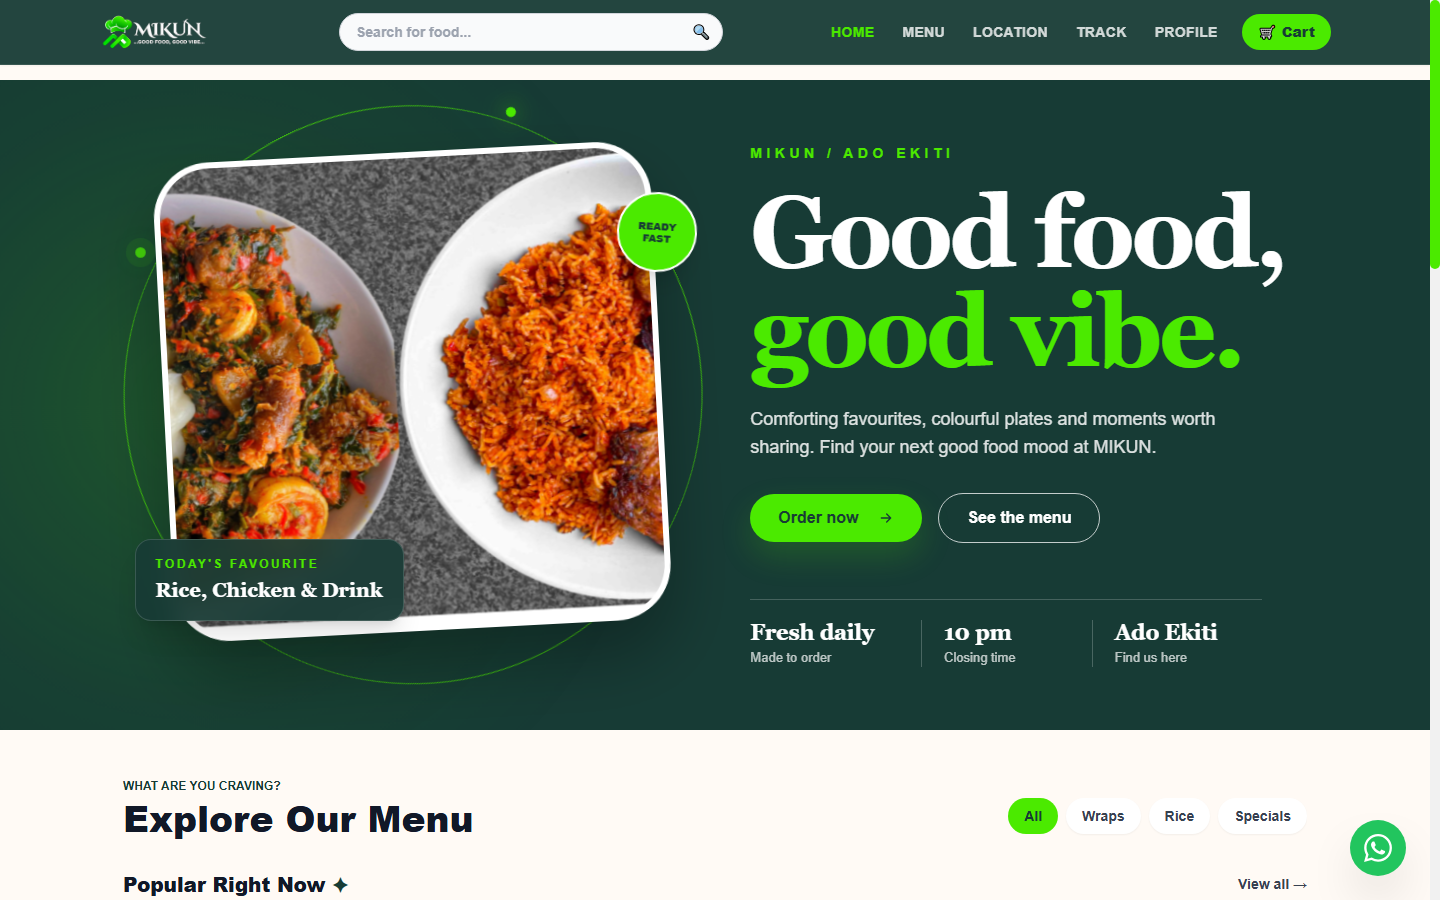 MIKUN
...GOOD FOOD, GOOD VIBE...
Search for food...
HOME
MENU
LOCATION
TRACK
PROFILE
Cart
READY
FAST
TODAY'S FAVOURITE
Rice, Chicken & Drink
MIKUN / ADO EKITI
Good food,
good vibe.
Comforting favourites, colourful plates and moments worth
sharing. Find your next good food mood at MIKUN.
Order now →
See the menu
Fresh daily
Made to order
10 pm
Closing time
Ado Ekiti
Find us here
WHAT ARE YOU CRAVING?
Explore Our Menu
All
Wraps
Rice
Specials
Popular Right Now ✦
View all →